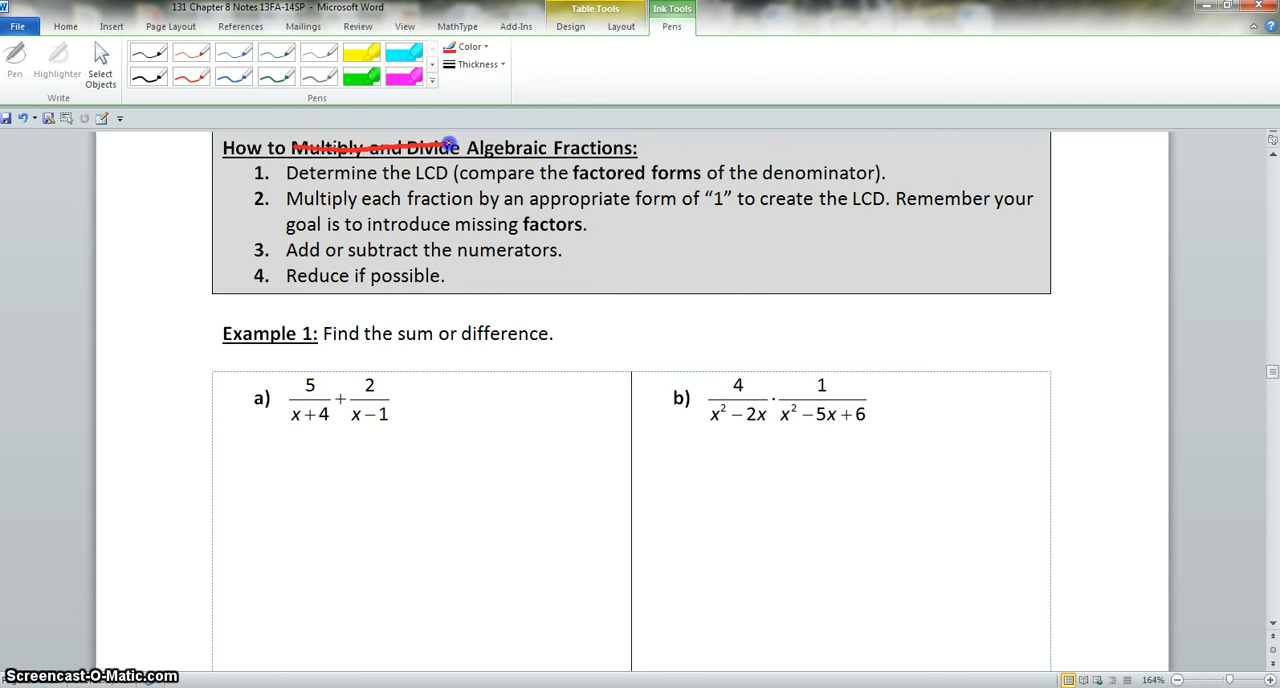 131 Chapter 8 Notes 13FA-14SP - Microsoft Word
Table Tools
Ink Tools
File Home Insert Page Layout References Mailings Review View MathType Add-Ins Design Layout Pens
Pen Highlighter Select Objects
Color
Thickness
Write Pens
How to Multiply and Divide Algebraic Fractions:
1. Determine the LCD (compare the factored forms of the denominator).
2. Multiply each fraction by an appropriate form of “1” to create the LCD. Remember your
goal is to introduce missing factors.
3. Add or subtract the numerators.
4. Reduce if possible.
Example 1: Find the sum or difference.
a) 5/(x+4) + 2/(x−1)
b) 4/(x²−2x) · 1/(x²−5x+6)
Screencast-O-Matic.com
164%